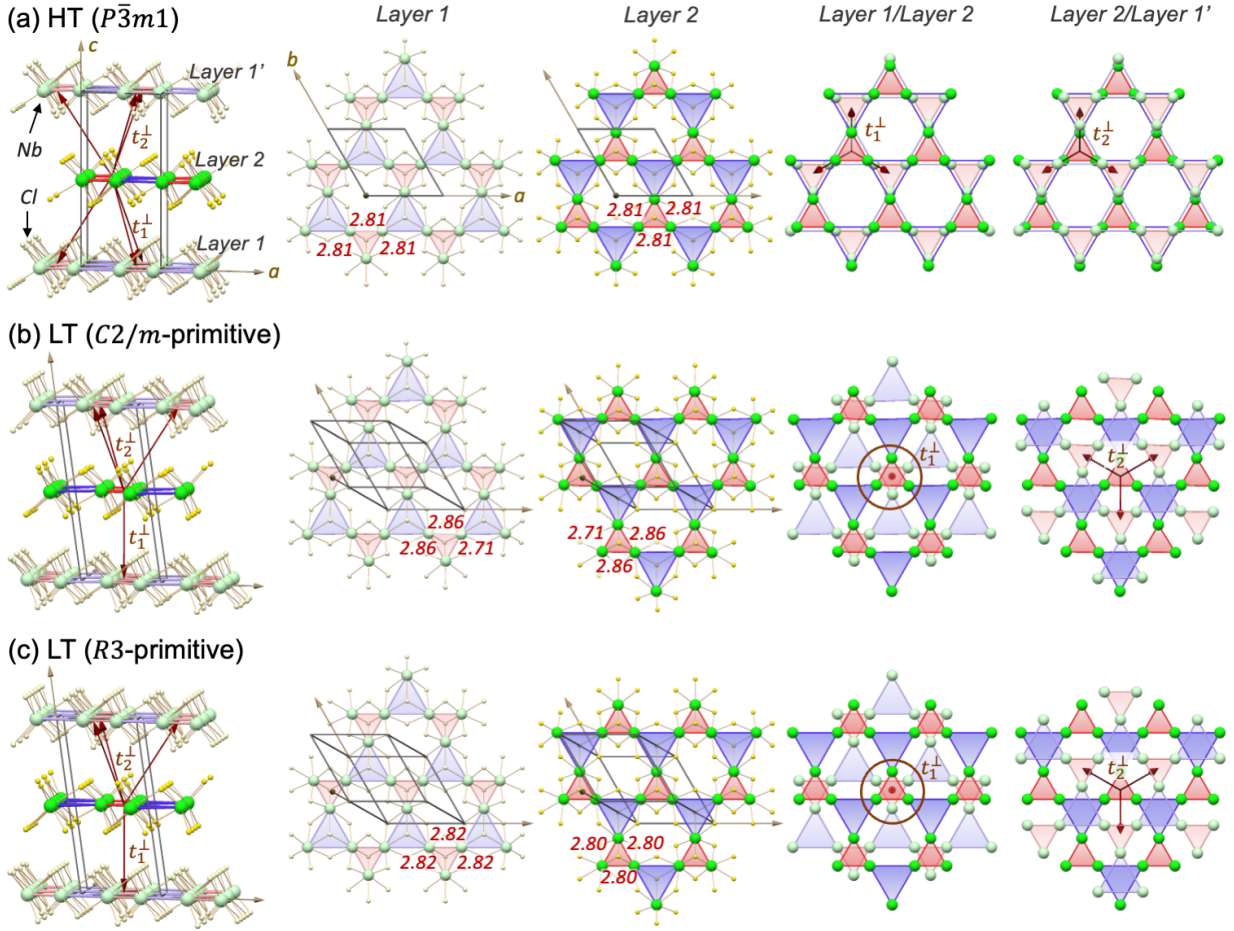 (a) HT (P3̄m1)
Layer 1
Layer 2
Layer 1/Layer 2
Layer 2/Layer 1’
c
Layer 1’
t₂⊥
Nb
Layer 2
Cl
t₁⊥
Layer 1
a
b
a
2.81
2.81
2.81
2.81
2.81
2.81
t₁⊥
t₂⊥
(b) LT (C2/m-primitive)
t₂⊥
t₁⊥
2.86
2.86
2.71
2.71
2.86
2.86
t₁⊥
t₂⊥
(c) LT (R3-primitive)
t₂⊥
t₁⊥
2.82
2.82
2.82
2.80
2.80
2.80
t₁⊥
t₂⊥